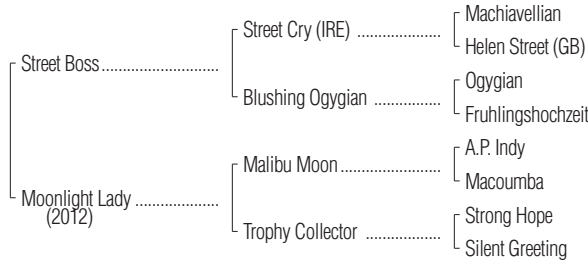 Machiavellian
Street Cry (IRE) ....................
Helen Street (GB)
Street Boss............................
Ogygian
Blushing Ogygian ................
Fruhlingshochzeit
A.P. Indy
Malibu Moon ........................
Macoumba
Moonlight Lady ....................
(2012)
Strong Hope
Trophy Collector ..................
Silent Greeting